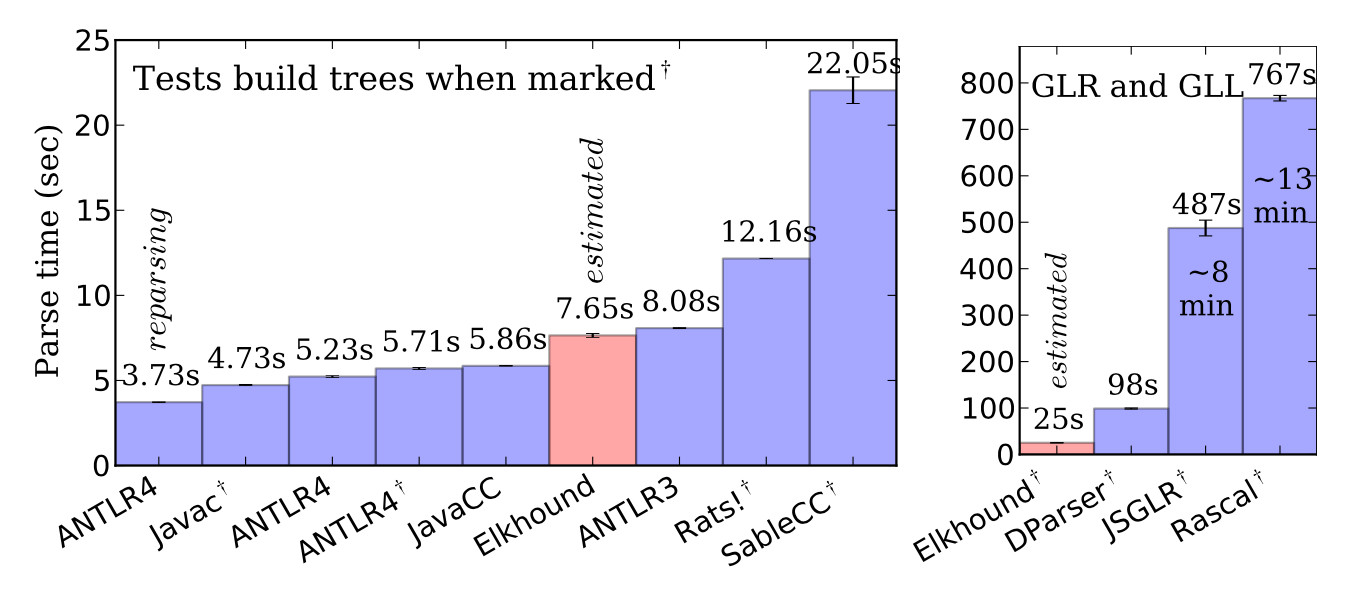 Tests build trees when marked†
Parse time (sec)
25
20
15
10
5
0
reparsing
estimated
3.73s
4.73s
5.23s
5.71s
5.86s
7.65s
8.08s
12.16s
22.05s
ANTLR4
Javac†
ANTLR4
ANTLR4†
JavaCC
Elkhound
ANTLR3
Rats!†
SableCC†
GLR and GLL
800
700
600
500
400
300
200
100
0
estimated
25s
98s
487s
~8
min
767s
~13
min
Elkhound†
DParser†
JSGLR†
Rascal†